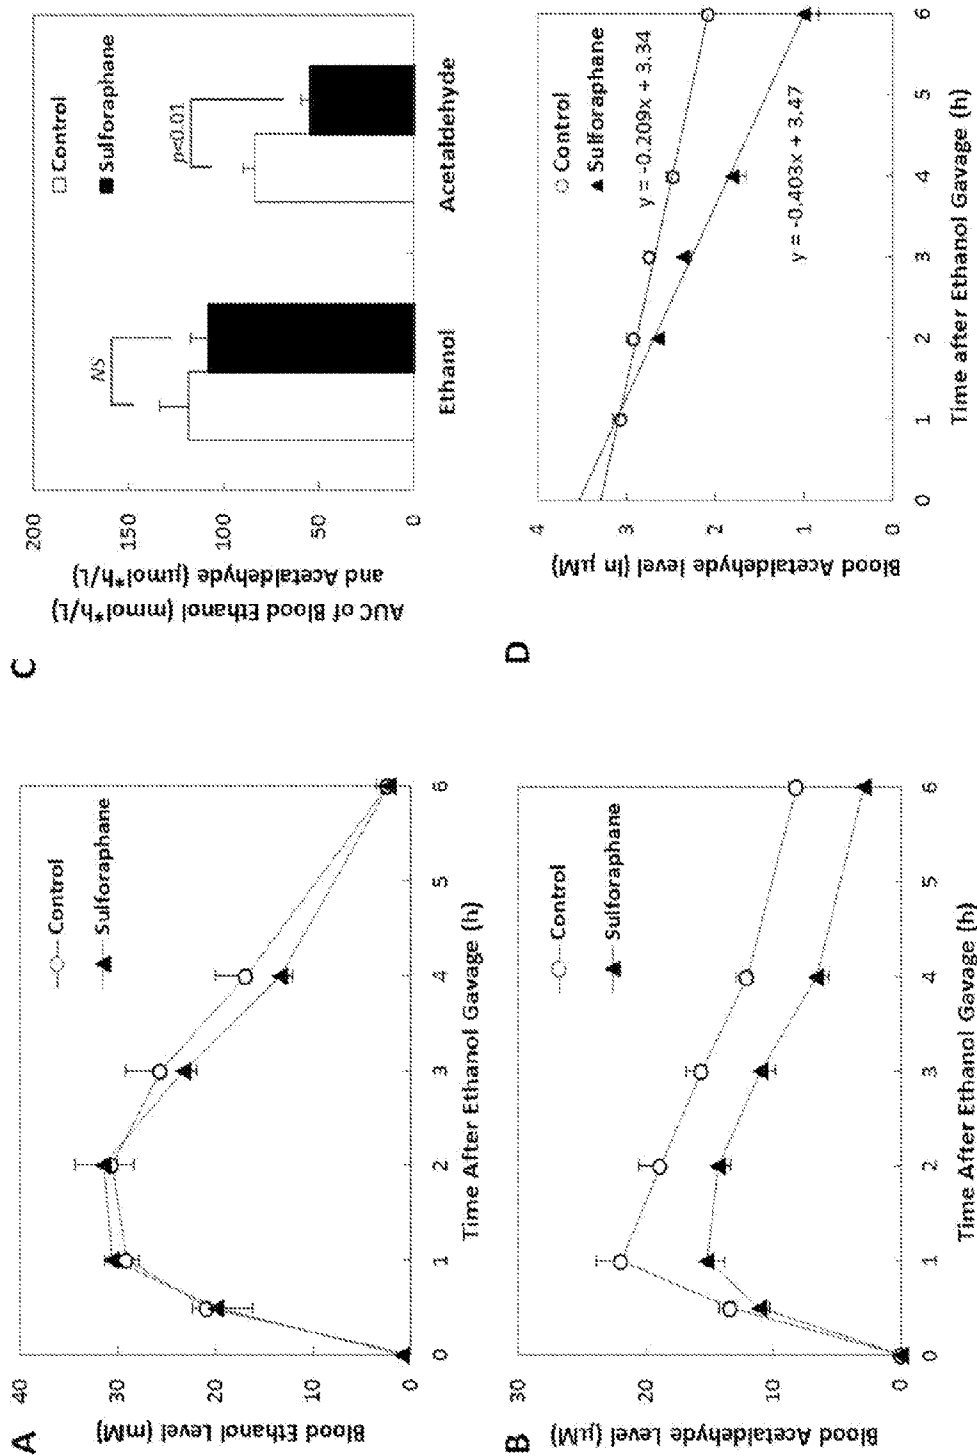 A
Blood Ethanol Level (mM)
40
30
20
10
0
Control
Sulforaphane
0 1 2 3 4 5 6
Time After Ethanol Gavage (h)
B
Blood Acetaldehyde Level (µM)
30
20
10
0
Control
Sulforaphane
0 1 2 3 4 5 6
Time After Ethanol Gavage (h)
C
AUC of Blood Ethanol (mmol*h/L)
and Acetaldehyde (µmol*h/L)
200
150
100
50
0
Control
Sulforaphane
NS
p<0.01
Ethanol Acetaldehyde
D
Blood Acetaldehyde level (ln µM)
4
3
2
1
0
Control
Sulforaphane
y = -0.209x + 3.34
y = -0.403x + 3.47
0 1 2 3 4 5 6
Time after Ethanol Gavage (h)